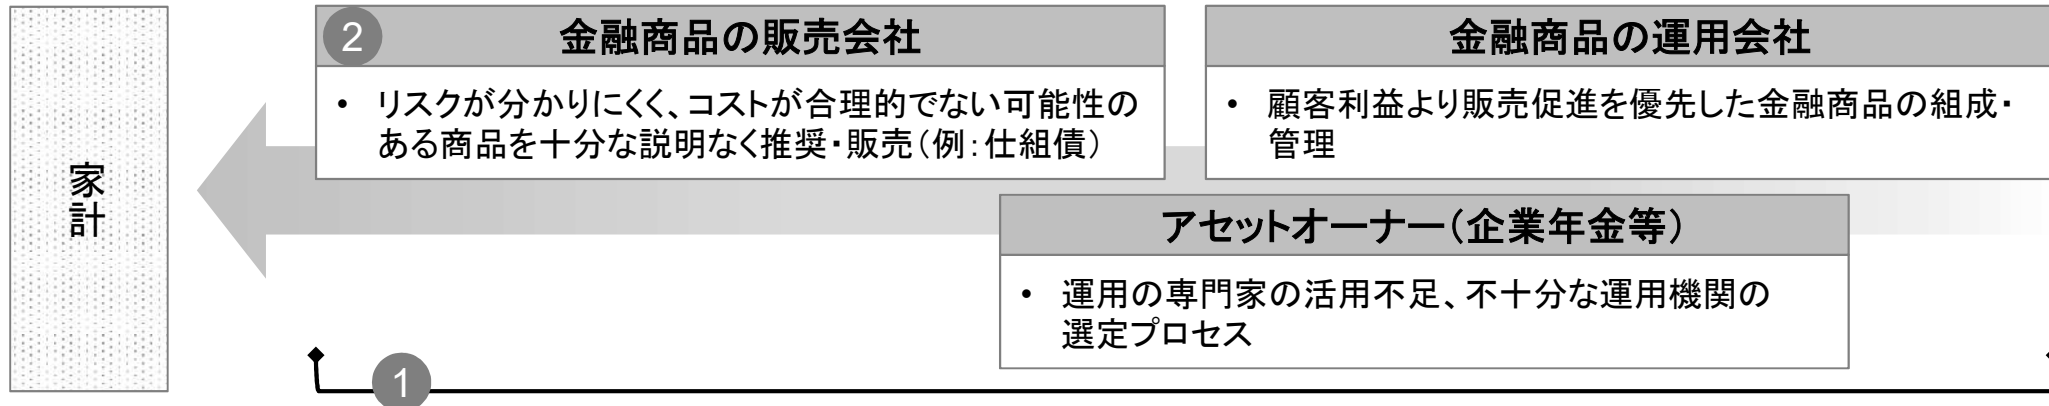 家計
2
金融商品の販売会社
• リスクが分かりにくく、コストが合理的でない可能性の
ある商品を十分な説明なく推奨・販売（例：仕組債）
金融商品の運用会社
• 顧客利益より販売促進を優先した金融商品の組成・
管理
アセットオーナー（企業年金等）
• 運用の専門家の活用不足、不十分な運用機関の
選定プロセス
1